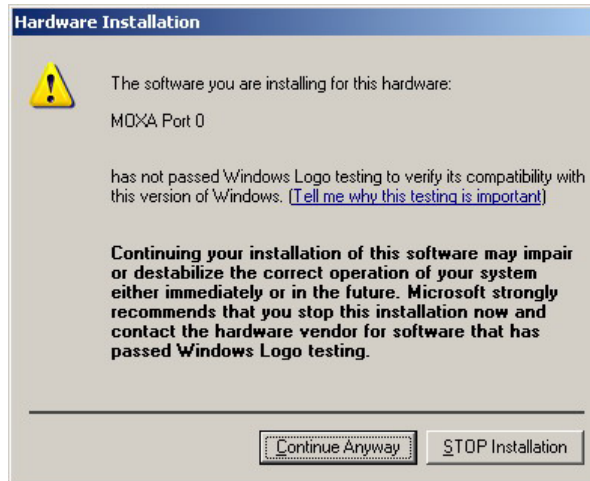 Hardware Installation
The software you are installing for this hardware:
MOXA Port 0
has not passed Windows Logo testing to verify its compatibility with
this version of Windows. (Tell me why this testing is important)
Continuing your installation of this software may impair
or destabilize the correct operation of your system
either immediately or in the future. Microsoft strongly
recommends that you stop this installation now and
contact the hardware vendor for software that has
passed Windows Logo testing.
Continue Anyway
STOP Installation